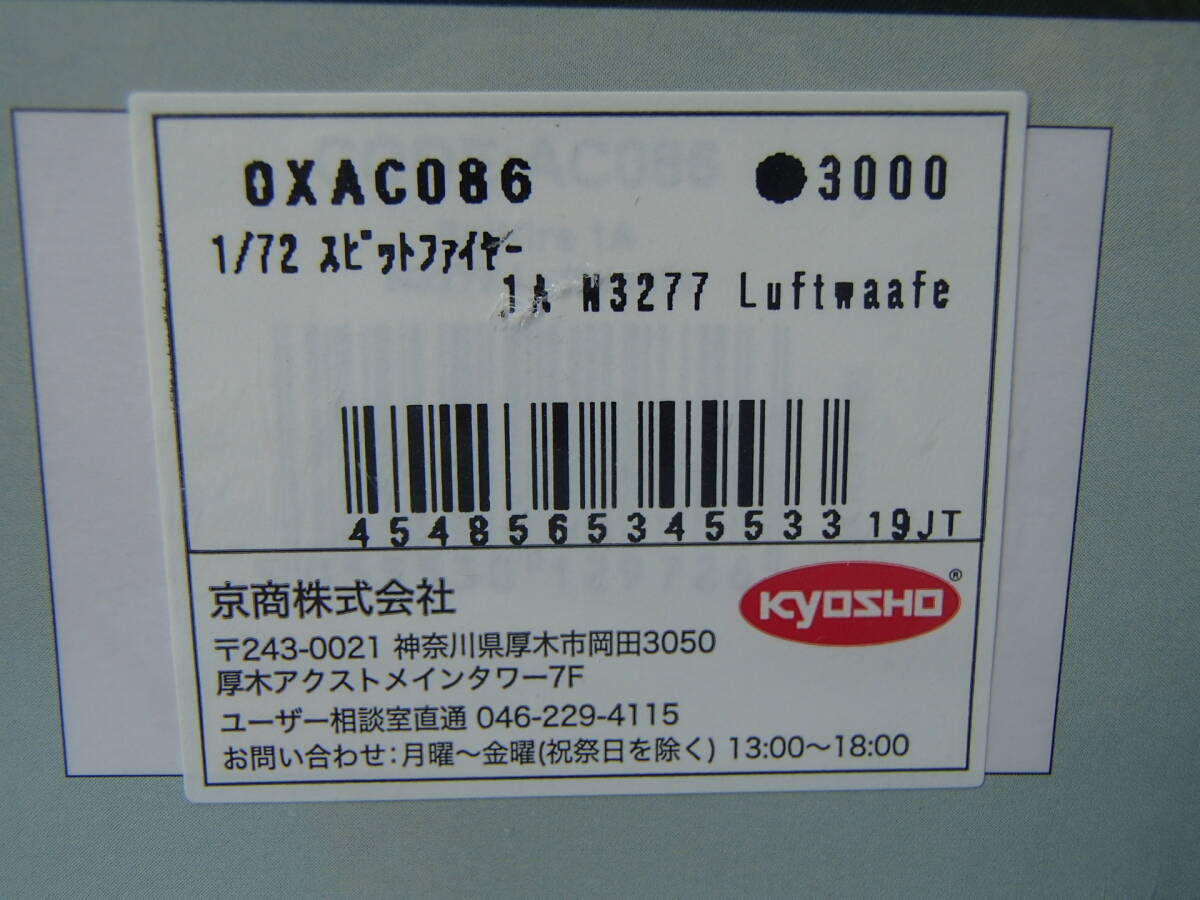 0XAC086 ●3000
1/72 スピットファイヤー
1A N3277 Luftwaafe
4548565345533 19JT
京商株式会社
KYOSHO®
〒243-0021 神奈川県厚木市岡田3050
厚木アクストメインタワー7F
ユーザー相談室直通 046-229-4115
お問い合わせ:月曜〜金曜(祝祭日を除く) 13:00〜18:00